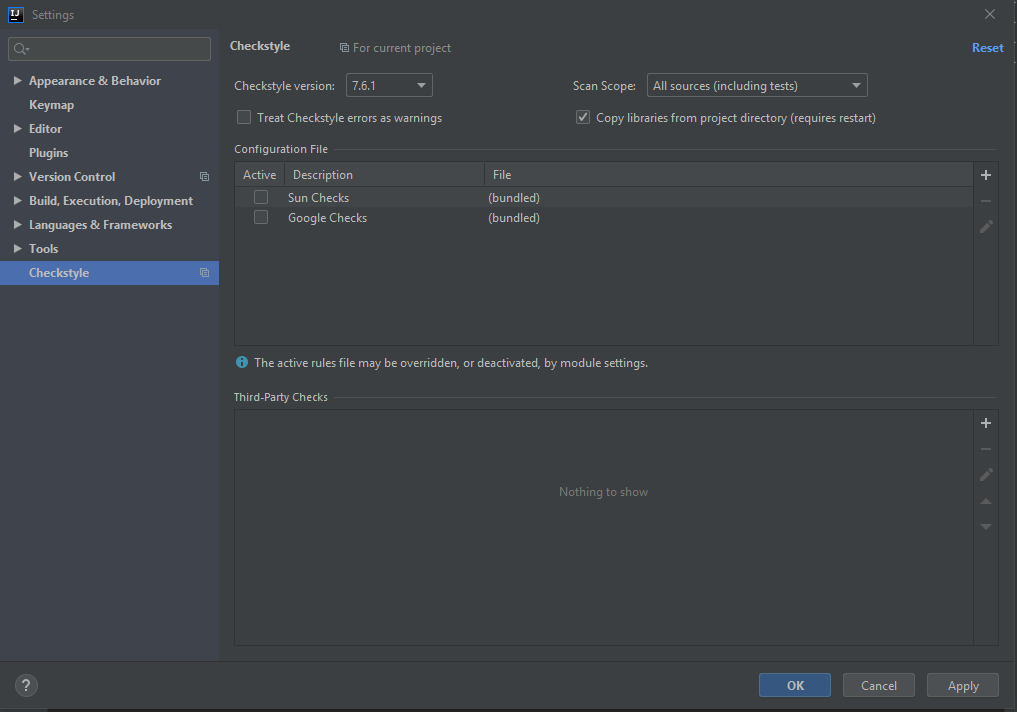 IJ Settings
Checkstyle For current project Reset
Appearance & Behavior
Keymap
Editor
Plugins
Version Control
Build, Execution, Deployment
Languages & Frameworks
Tools
Checkstyle
Checkstyle version: 7.6.1 Scan Scope: All sources (including tests)
Treat Checkstyle errors as warnings Copy libraries from project directory (requires restart)
Configuration File
Active Description File
Sun Checks (bundled)
Google Checks (bundled)
The active rules file may be overridden, or deactivated, by module settings.
Third-Party Checks
Nothing to show
? OK Cancel Apply